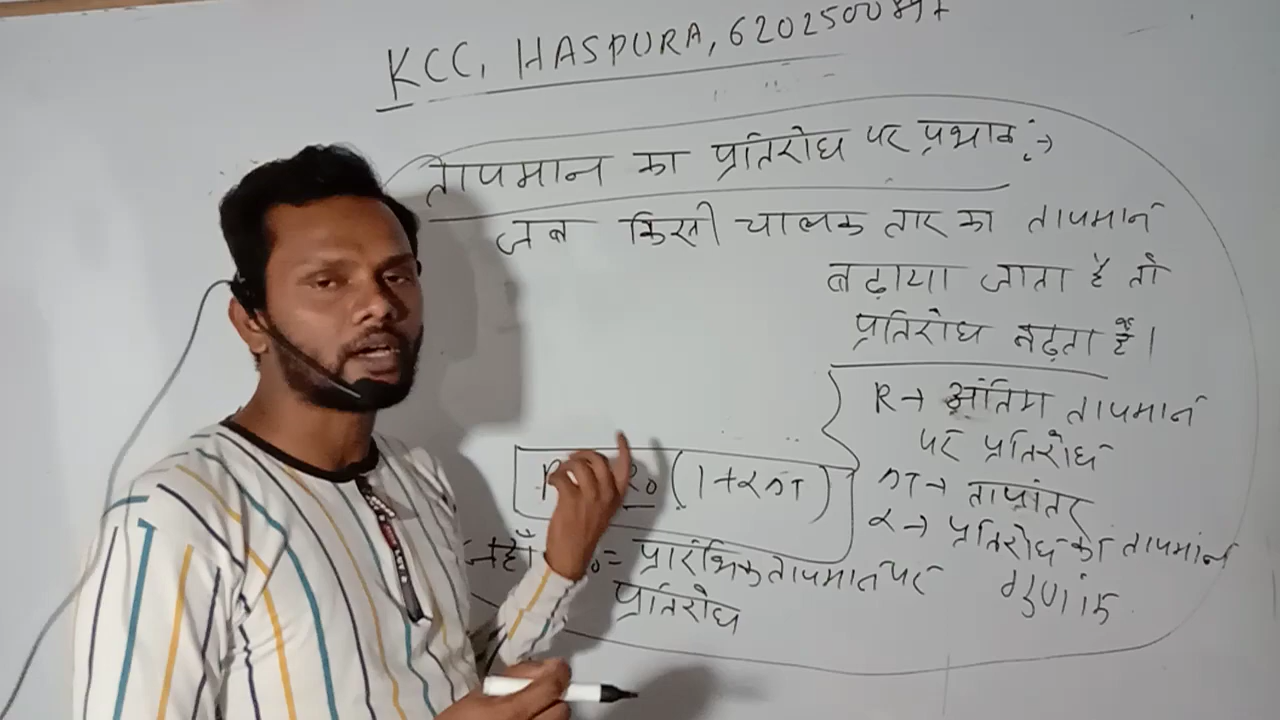 KCC, HASPURA, 620250
तापमान का प्रतिरोध पर प्रभाव :→
जब किसी चालक तार का तापमान
बढ़ाया जाता है तो
प्रतिरोध बढ़ता है।
R→ अंतिम तापमान
पर प्रतिरोध
(1+αΔT)
ΔT→ तापांतर
α→ प्रतिरोध का तापमान
गुणांक
= प्रारंभिक तापमान पर
प्रतिरोध